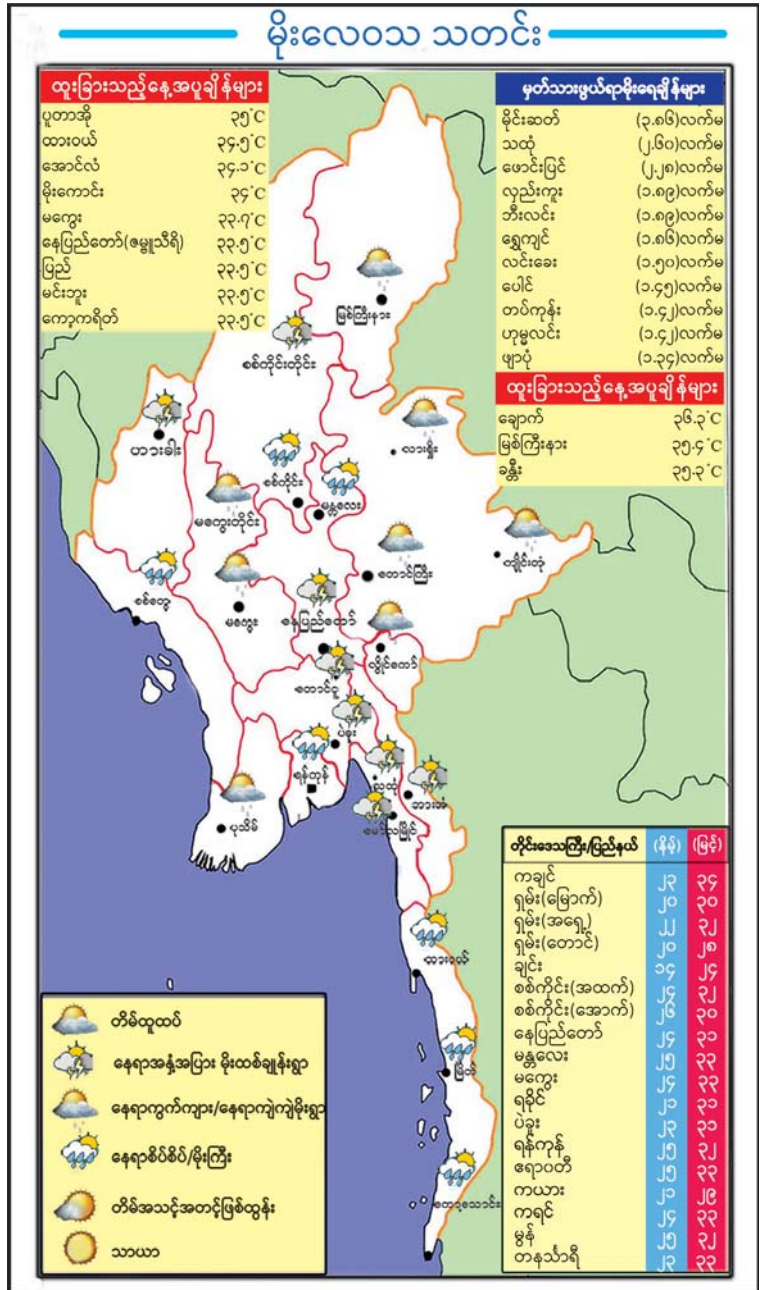 မိုးလေဝသ သတင်း
ထူးခြားသည့်နေ့အပူချိန်များ
ပူတာအို ၃၅°C
ထားဝယ် ၃၄.၅°C
အောင်လံ ၃၄.၁°C
မိုးကောင်း ၃၄°C
မကွေး ၃၃.၇°C
နေပြည်တော်(ဇမ္ဗူသီရိ) ၃၃.၅°C
ပြည် ၃၃.၅°C
မင်းဘူး ၃၃.၅°C
ကော့ကရိတ် ၃၃.၅°C
မှတ်သားဖွယ်ရာမိုးရေချိန်များ
မိုင်းဆတ် (၃.၈၆)လက်မ
သထုံ (၂.၆၀)လက်မ
ဖောင်းပြင် (၂.၂၈)လက်မ
လှည်းကူး (၁.၈၉)လက်မ
ဘီးလင်း (၁.၈၉)လက်မ
ရွှေကျင် (၁.၈၆)လက်မ
လင်းခေး (၁.၅၀)လက်မ
ပေါင် (၁.၄၅)လက်မ
တပ်ကုန်း (၁.၄၂)လက်မ
ဟုမ္မလင်း (၁.၄၂)လက်မ
ဖျာပုံ (၁.၃၄)လက်မ
ထူးခြားသည့်နေ့အပူချိန်များ
ချောက် ၃၆.၃°C
မြစ်ကြီးနား ၃၅.၄°C
ခန္တီး ၃၅.၃°C
မြစ်ကြီးနား
စစ်ကိုင်းတိုင်း
ဟားခါး
လားရှိုး
စစ်ကိုင်း
မန္တလေး
မကွေးတိုင်း
ကျိုင်းတုံ
တောင်ကြီး
စစ်တွေ
မကွေး
နေပြည်တော်
လွိုင်ကော်
တောင်ငူ
ပဲခူး
ရန်ကုန်
သထုံ
ဘားအံ
ပုသိမ်
မော်လမြိုင်
ထားဝယ်
မြိတ်
ကော့သောင်း
တိမ်ထူထပ်
နေရာအနှံ့အပြား မိုးထစ်ချုန်းရွာ
နေရာကွက်ကျား/နေရာကျဲကျဲမိုးရွာ
နေရာစိပ်စိပ်/မိုးကြီး
တိမ်အသင့်အတင့်ဖြစ်ထွန်း
သာယာ
တိုင်းဒေသကြီး/ပြည်နယ် (နိမ့်) (မြင့်)
ကချင် ၂၃ ၃၄
ရှမ်း(မြောက်) ၂၀ ၃၀
ရှမ်း(အရှေ့) ၂၂ ၃၂
ရှမ်း(တောင်) ၂၀ ၂၈
ချင်း ၁၄ ၂၄
စစ်ကိုင်း(အထက်) ၂၄ ၃၂
စစ်ကိုင်း(အောက်) ၂၆ ၃၀
နေပြည်တော် ၂၄ ၃၁
မန္တလေး ၂၅ ၃၃
မကွေး ၂၄ ၃၃
ရခိုင် ၂၁ ၃၁
ပဲခူး ၂၃ ၃၁
ရန်ကုန် ၂၅ ၃၂
ဧရာဝတီ ၂၅ ၃၃
ကယား ၂၁ ၂၉
ကရင် ၂၄ ၃၃
မွန် ၂၅ ၃၂
တနင်္သာရီ ၂၃ ၃၃